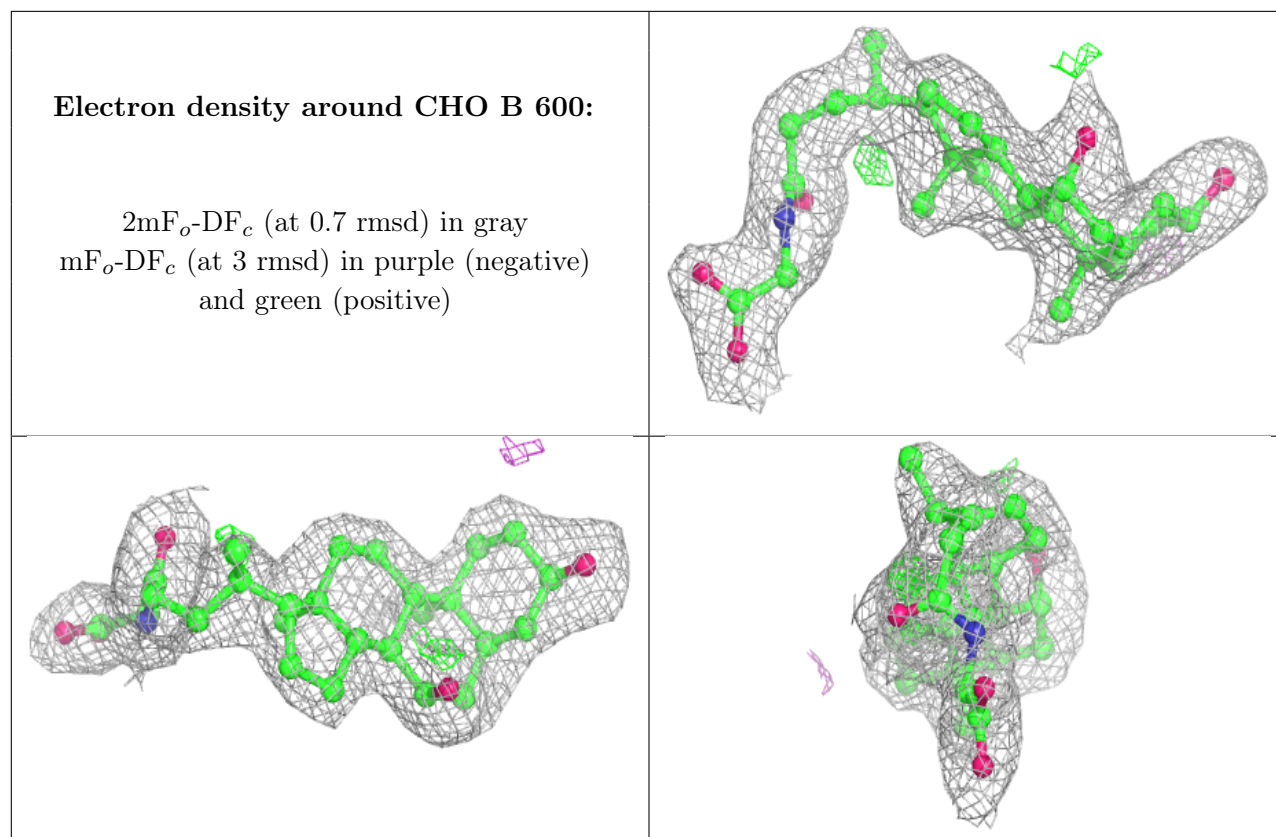 Electron density around CHO B 600:
2mFo-DFc (at 0.7 rmsd) in gray
mFo-DFc (at 3 rmsd) in purple (negative)
and green (positive)